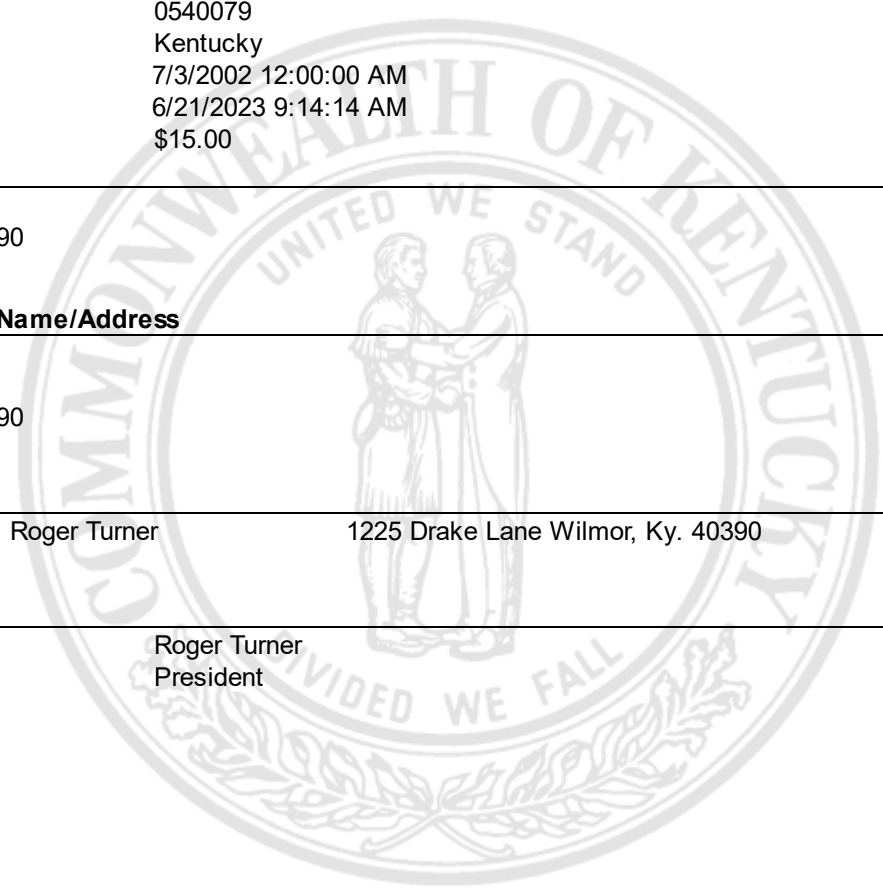 0540079
Kentucky
7/3/2002 12:00:00 AM
6/21/2023 9:14:14 AM
$15.00
90
Name/Address
90
Roger Turner 1225 Drake Lane Wilmor, Ky. 40390
Roger Turner
President
COMMONWEALTH OF KENTUCKY
UNITED WE STAND
DIVIDED WE FALL